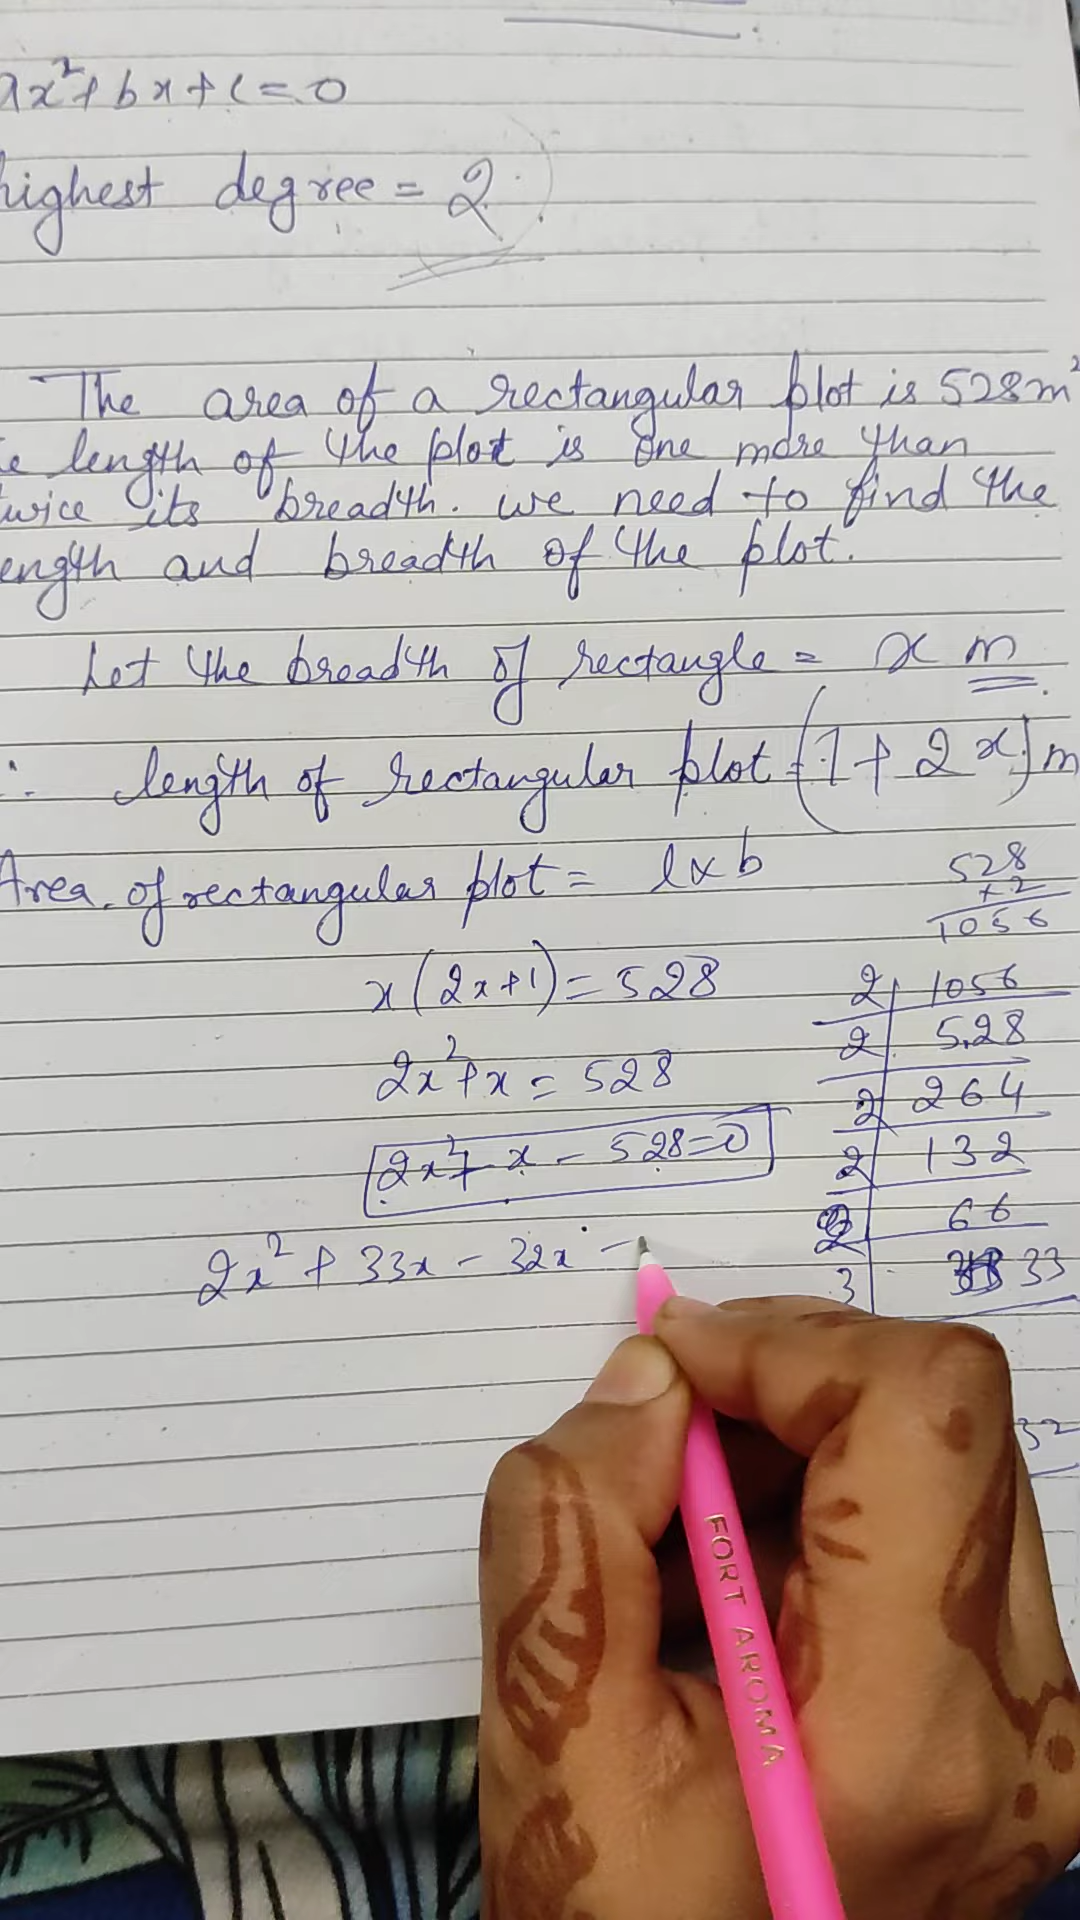 ax²+bx+c=0
highest degree = 2
The area of a rectangular plot is 528m²
length of the plot is one more than
twice its breadth. we need to find the
length and breadth of the plot.
Let the breadth of rectangle = x m
∴ length of rectangular plot = (1+2x)m
Area of rectangular plot = l×b
528
×2
1056
x(2x+1)=528
2x²+x=528
2x²+x-528=0
2x²+33x-32x-
2 1056
2 528
2 264
2 132
2 66
3 33
32
FORT AROMA